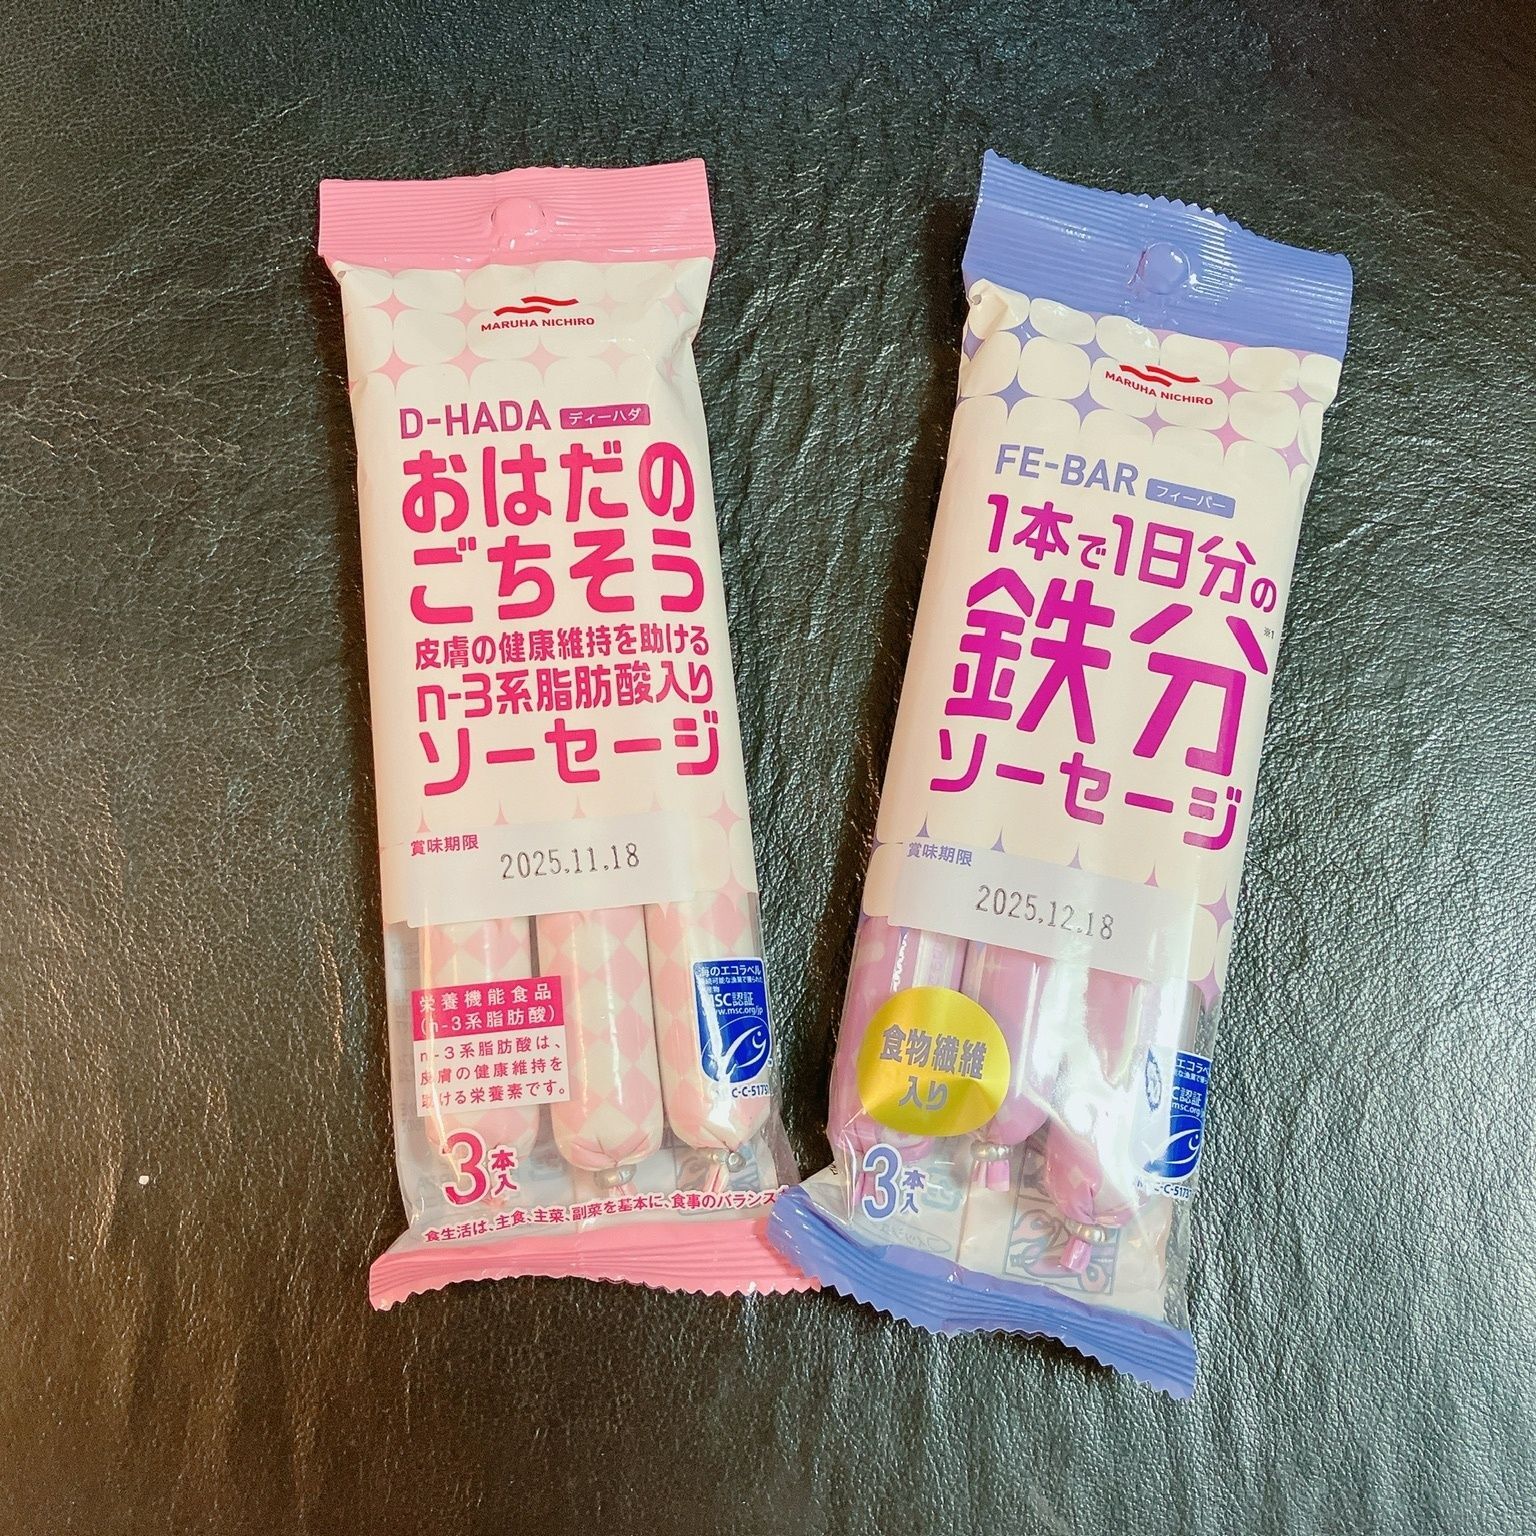 MARUHA NICHIRO
D-HADA ディーハダ
おはだの
ごちそう
皮膚の健康維持を助ける
n-3系脂肪酸入り
ソーセージ
賞味期限
2025.11.18
栄養機能食品
(n-3系脂肪酸)
n-3系脂肪酸は、
皮膚の健康維持を
助ける栄養素です。
海のエコラベル
MSC認証
www.msc.org/jp
3本入
食生活は、主食、主菜、副菜を基本に、食事のバランス
MARUHA NICHIRO
FE-BAR フィーバー
1本で1日分の
鉄分※1
ソーセージ
賞味期限
2025.12.18
食物繊維
入り
3本入